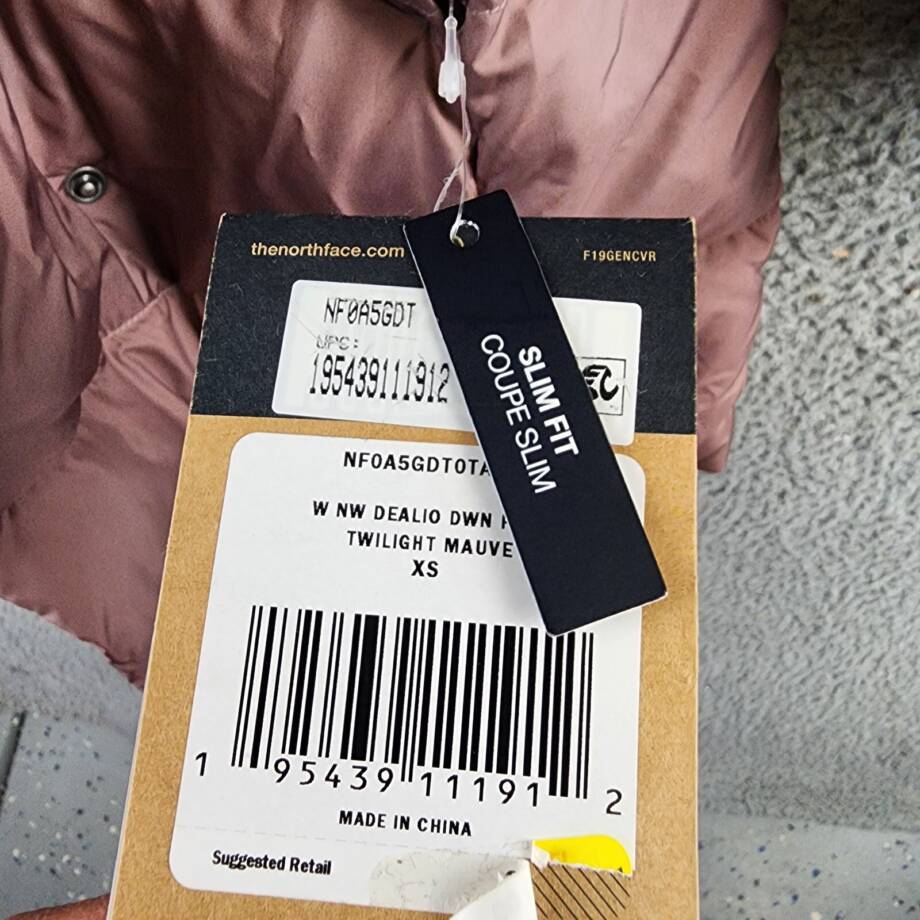 thenorthface.com
F19GENCVR
NF0A5GDT
UPC:
195439111912
SLIM FIT
COUPE SLIM
NF0A5GDT0TA
W NW DEALIO DWN
TWILIGHT MAUVE
XS
1 95439 11191 2
MADE IN CHINA
Suggested Retail